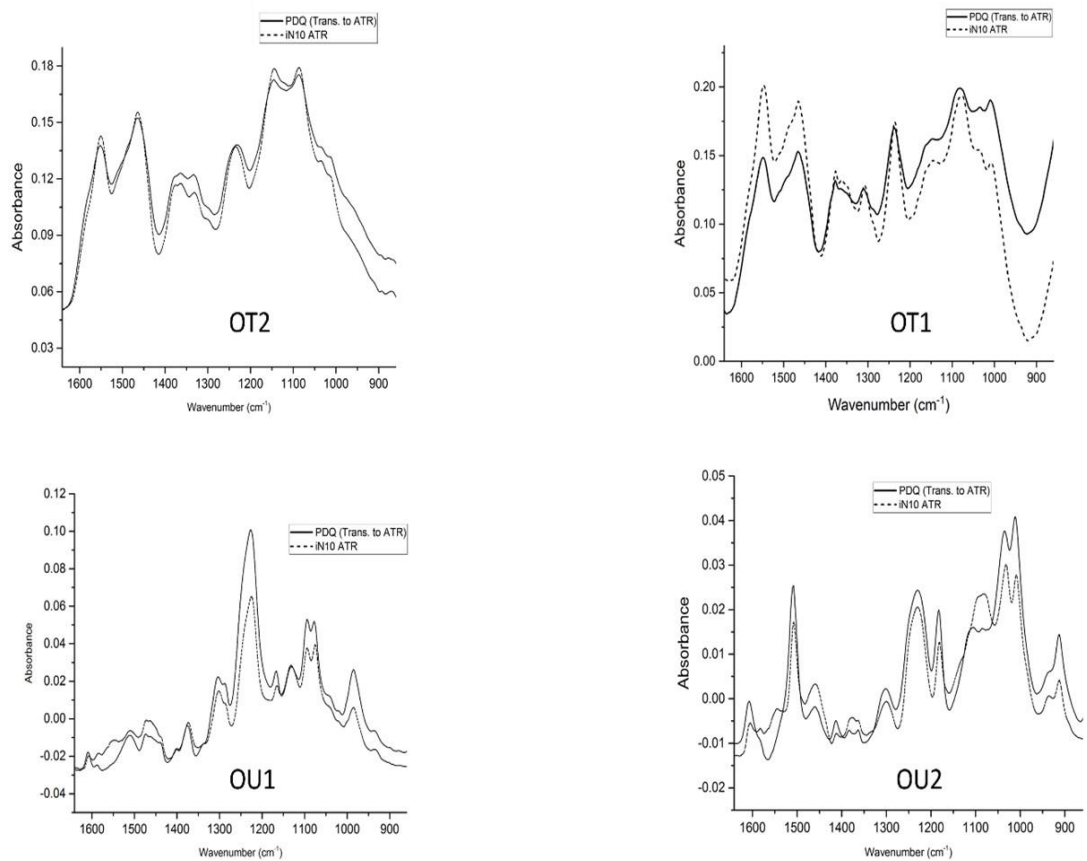 PDQ (Trans. to ATR)
iN10 ATR
0.18
0.15
0.12
0.09
0.06
0.03
Absorbance
OT2
1600 1500 1400 1300 1200 1100 1000 900
Wavenumber (cm-1)
PDQ (Trans. to ATR)
iN10 ATR
0.20
0.15
0.10
0.05
0.00
Absorbance
OT1
1600 1500 1400 1300 1200 1100 1000 900
Wavenumber (cm-1)
0.12
0.10
0.08
0.06
0.04
0.02
0.00
-0.02
-0.04
Absorbance
PDQ (Trans. to ATR)
iN10 ATR
OU1
1600 1500 1400 1300 1200 1100 1000 900
Wavenumber (cm-1)
0.05
0.04
0.03
0.02
0.01
0.00
-0.01
-0.02
Absorbance
PDQ (Trans. to ATR)
iN10 ATR
OU2
1600 1500 1400 1300 1200 1100 1000 900
Wavenumber (cm-1)